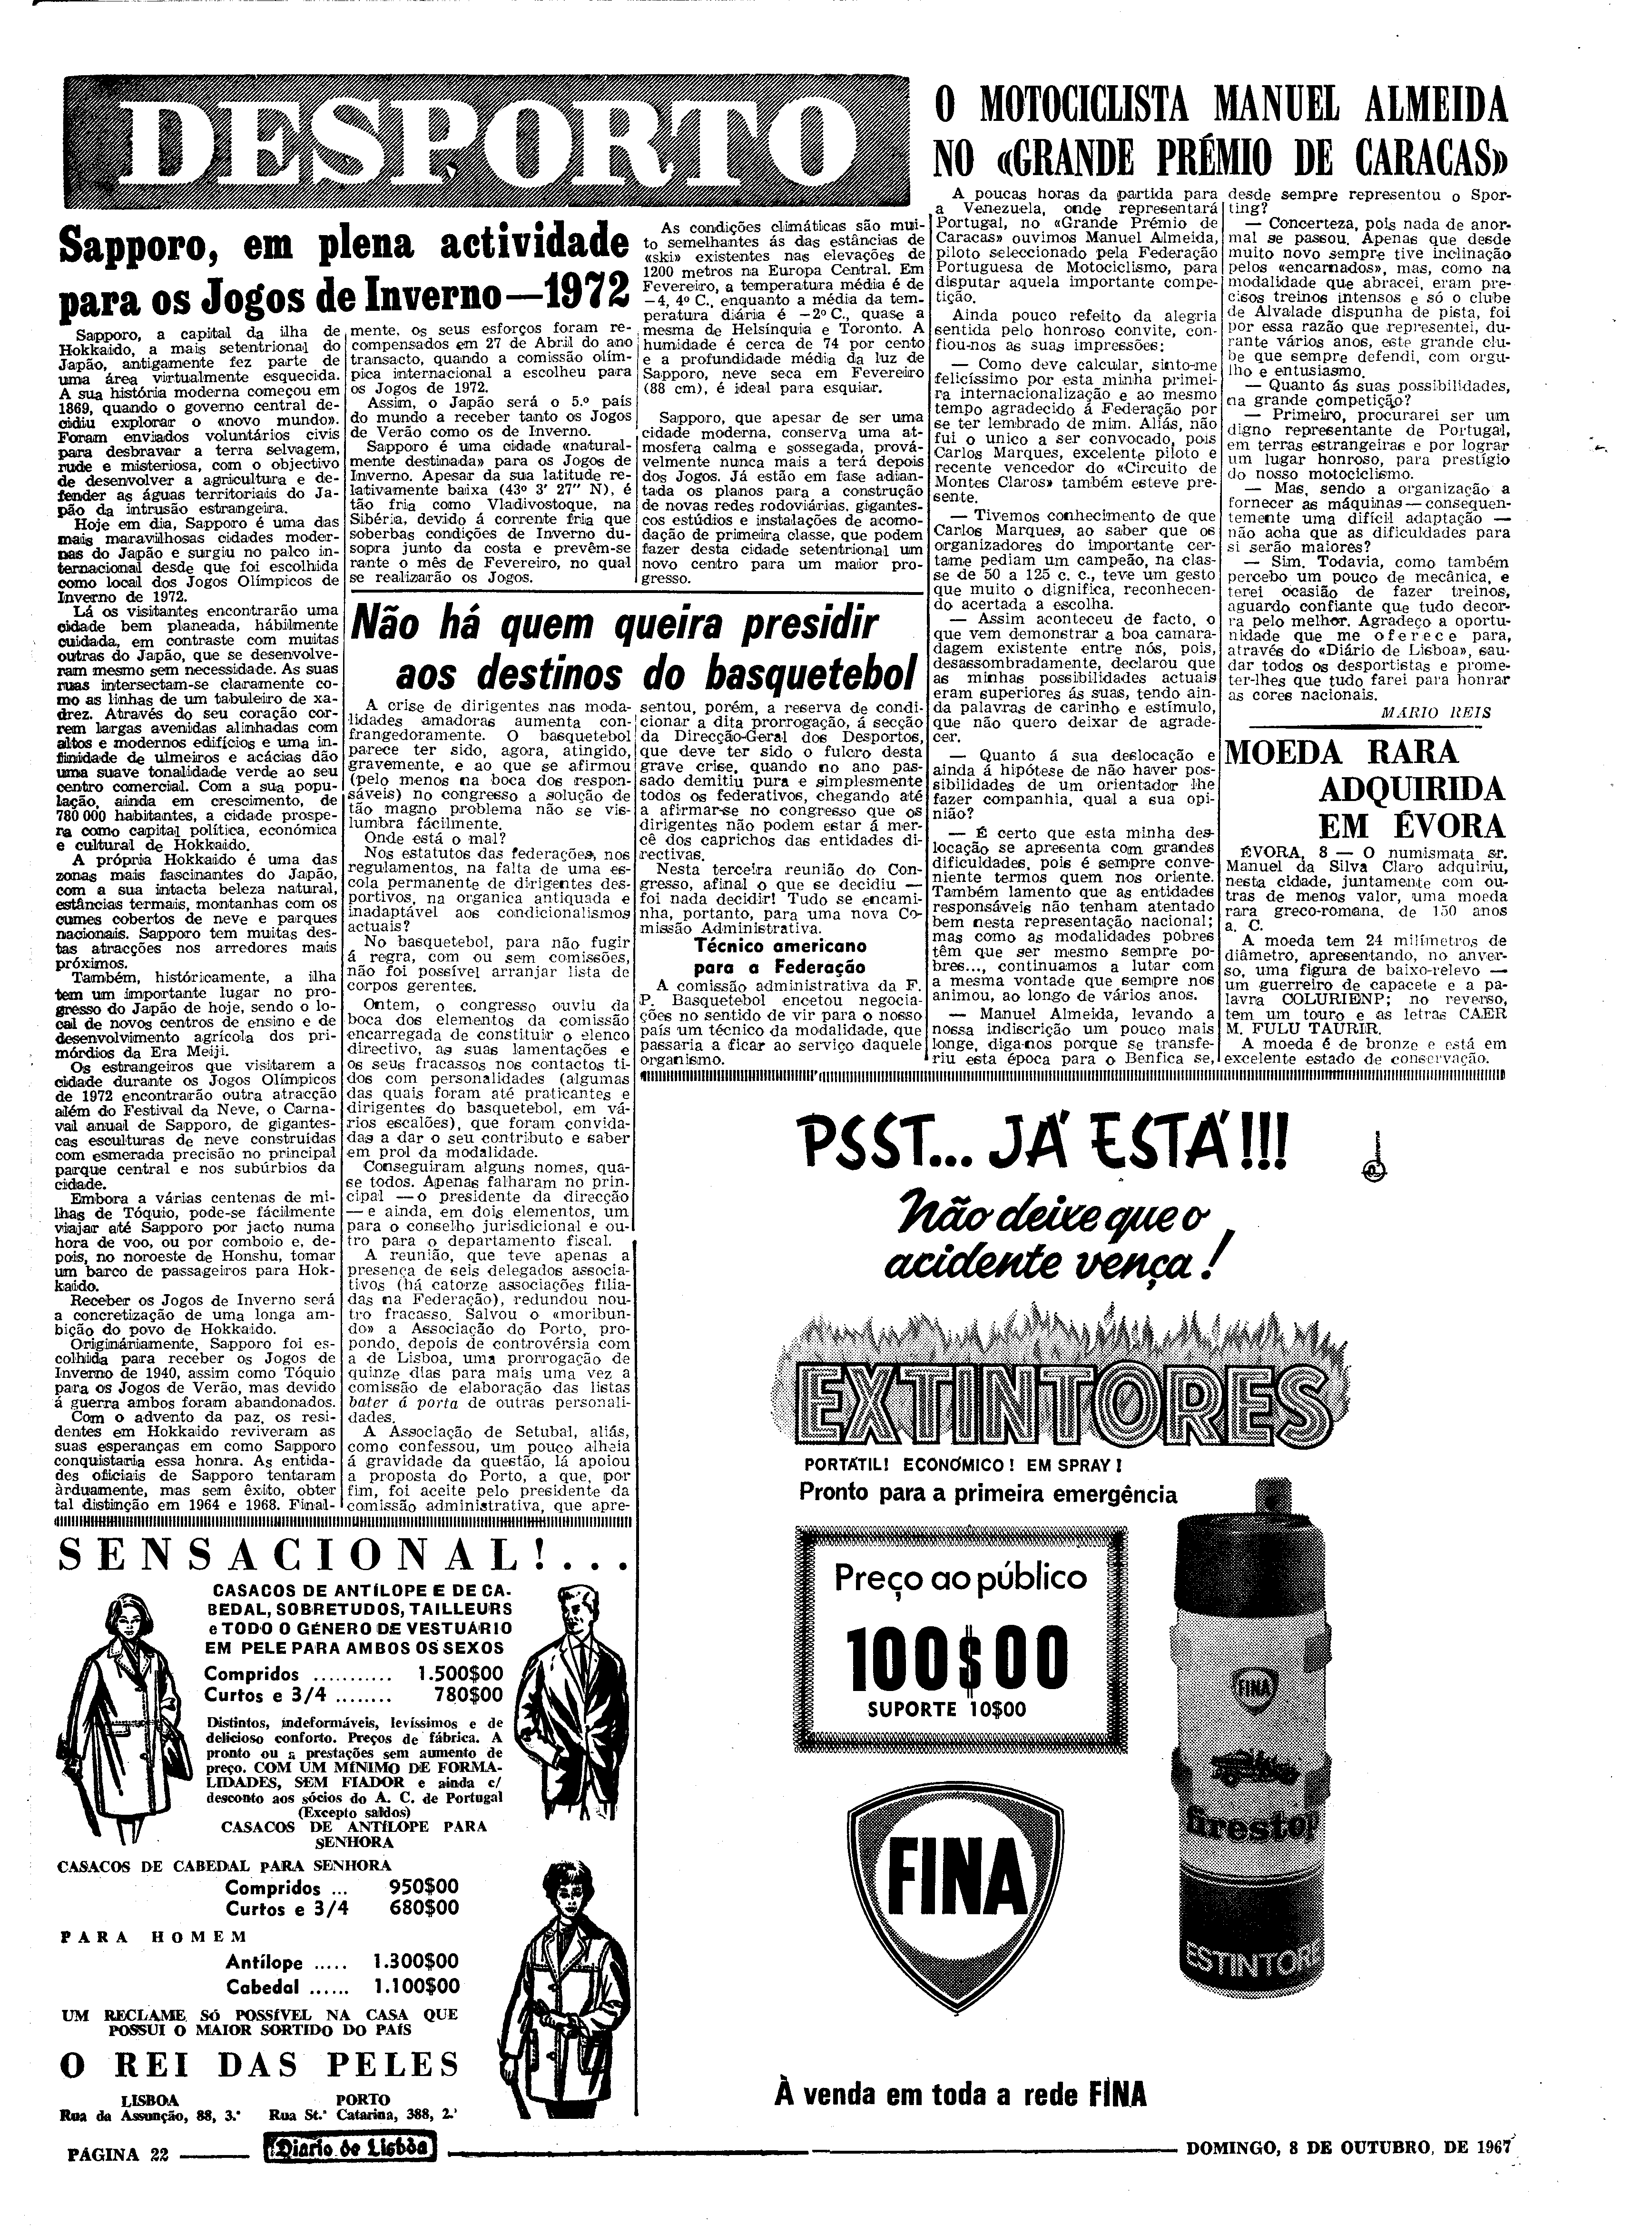 DESPORTO
Sapporo, em plena actividade
para os Jogos de Inverno—1972
Sapporo, a capital da ilha de
Hokkaido, a mais setentrional do
Japão, antigamente fez parte de
uma área virtualmente esquecida.
A sua história moderna começou em
1869, quando o governo central de-
cidiu explorar o «novo mundo».
Foram enviados voluntários civis
para desbravar a terra selvagem,
rude e misteriosa, com o objectivo
de desenvolver a agricultura e de-
fender as águas territoriais do Ja-
pão da intrusão estrangeira.
Hoje em dia, Sapporo é uma das
mais maravilhosas cidades moder-
nas do Japão e surgiu no palco in-
ternacional desde que foi escolhida
como local dos Jogos Olímpicos de
Inverno de 1972.
Lá os visitantes encontrarão uma
cidade bem planeada, hábilmente
cuidada, em contraste com muitas
outras do Japão, que se desenvolve-
ram mesmo sem necessidade. As suas
ruas intersectam-se claramente co-
mo as linhas de um tabuleiro de xa-
drez. Através do seu coração cor-
rem largas avenidas alinhadas com
altos e modernos edifícios e uma in-
finidade de ulmeiros e acácias dão
uma suave tonalidade verde ao seu
centro comercial. Com a sua popu-
lação, ainda em crescimento, de
780 000 habitantes, a cidade prospe-
ra como capital política, económica
e cultural de Hokkaido.
A própria Hokkaido é uma das
zonas mais fascinantes do Japão,
com a sua intacta beleza natural,
estâncias termais, montanhas com os
cumes cobertos de neve e parques
nacionais. Sapporo tem muitas des-
tas atracções nos arredores mais
próximos.
Também, històricamente, a ilha
tem um importante lugar no pro-
gresso do Japão de hoje, sendo o lo-
cal de novos centros de ensino e de
desenvolvimento agrícola dos pri-
mórdios da Era Meiji.
Os estrangeiros que visitarem a
cidade durante os Jogos Olímpicos
de 1972 encontrarão outra atracção
além do Festival da Neve, o Carna-
val anual de Sapporo, de gigantes-
cas esculturas de neve construídas
com esmerada precisão no principal
parque central e nos subúrbios da
cidade.
Embora a várias centenas de mi-
lhas de Tóquio, pode-se fácilmente
viajar até Sapporo por jacto numa
hora de voo, ou por comboio e, de-
pois, no noroeste de Honshu, tomar
um barco de passageiros para Hok-
kaido.
Receber os Jogos de Inverno será
a concretização de uma longa am-
bição do povo de Hokkaido.
Originàriamente, Sapporo foi es-
colhida para receber os Jogos de
Inverno de 1940, assim como Tóquio
para os Jogos de Verão, mas devido
á guerra ambos foram abandonados.
Com o advento da paz, os resi-
dentes em Hokkaido reviveram as
suas esperanças em como Sapporo
conquistaria essa honra. As entida-
des oficiais de Sapporo tentaram
àrduamente, mas sem êxito, obter
tal distinção em 1964 e 1968. Final-
mente, os seus esforços foram re-
compensados em 27 de Abril do ano
transacto, quando a comissão olím-
pica internacional a escolheu para
os Jogos de 1972.
Assim, o Japão será o 5.º país
do mundo a receber tanto os Jogos
de Verão como os de Inverno.
Sapporo é uma cidade «natural-
mente destinada» para os Jogos de
Inverno. Apesar da sua latitude re-
lativamente baixa (43º 3' 27" N), é
tão fria como Vladivostoque, na
Sibéria, devido á corrente fria que
soberbas condições de Inverno du-
sopra junto da costa e prevêm-se
rante o mês de Fevereiro, no qual
se realizarão os Jogos.
As condições climáticas são mui-
to semelhantes ás das estâncias de
«ski» existentes nas elevações de
1200 metros na Europa Central. Em
Fevereiro, a temperatura média é de
−4, 4º C., enquanto a média da tem-
peratura diária é −2º C., quase a
mesma de Helsínquia e Toronto. A
humidade é cerca de 74 por cento
e a profundidade média da luz de
Sapporo, neve seca em Fevereiro
(88 cm), é ideal para esquiar.
Sapporo, que apesar de ser uma
cidade moderna, conserva uma at-
mosfera calma e sossegada, provà-
velmente nunca mais a terá depois
dos Jogos. Já estão em fase adian-
tada os planos para a construção
de novas redes rodoviárias, gigantes-
cos estúdios e instalações de acomo-
dação de primeira classe, que podem
fazer desta cidade setentrional um
novo centro para um maior pro-
gresso.
Não há quem queira presidir
aos destinos do basquetebol
A crise de dirigentes nas moda-
lidades amadoras aumenta con-
frangedoramente. O basquetebol
parece ter sido, agora, atingido,
gravemente, e ao que se afirmou
(pelo menos na boca dos respon-
sáveis) no congresso a solução de
tão magno problema não se vis-
lumbra fácilmente.
Onde está o mal?
Nos estatutos das federações, nos
regulamentos, na falta de uma es-
cola permanente de dirigentes des-
portivos, na organica antiquada e
inadaptável aos condicionalismos
actuais?
No basquetebol, para não fugir
á regra, com ou sem comissões,
não foi possível arranjar lista de
corpos gerentes.
Ontem, o congresso ouviu da
boca dos elementos da comissão
encarregada de constituir o elenco
directivo, as suas lamentações e
os seus fracassos nos contactos ti-
dos com personalidades (algumas
das quais foram até praticantes e
dirigentes do basquetebol, em vá-
rios escalões), que foram convida-
das a dar o seu contributo e saber
em prol da modalidade.
Conseguiram alguns nomes, qua-
se todos. Apenas falharam no prin-
cipal — o presidente da direcção
— e ainda, em dois elementos, um
para o conselho jurisdicional e ou-
tro para o departamento fiscal.
A reunião, que teve apenas a
presença de seis delegados associa-
tivos (há catorze associações filia-
das na Federação), redundou nou-
tro fracasso. Salvou o «moribun-
do» a Associação do Porto, pro-
pondo, depois de controvérsia com
a de Lisboa, uma prorrogação de
quinze dias para mais uma vez a
comissão de elaboração das listas
bater á porta de outras personali-
dades.
A Associação de Setubal, aliás,
como confessou, um pouco alheia
á gravidade da questão, lá apoiou
a proposta do Porto, a que, por
fim, foi aceite pelo presidente da
comissão administrativa, que apre-
sentou, porém, a reserva de condi-
cionar a dita prorrogação, á secção
da Direcção-Geral dos Desportos,
que deve ter sido o fulcro desta
grave crise, quando no ano pas-
sado demitiu pura e simplesmente
todos os federativos, chegando até
a afirmar-se no congresso que os
dirigentes não podem estar á mer-
cê dos caprichos das entidades di-
rectivas.
Nesta terceira reunião do Con-
gresso, afinal o que se decidiu —
foi nada decidir! Tudo se encami-
nha, portanto, para uma nova Co-
missão Administrativa.
Técnico americano
para a Federação
A comissão administrativa da F.
P. Basquetebol encetou negocia-
ções no sentido de vir para o nosso
país um técnico da modalidade, que
passaria a ficar ao serviço daquele
organismo.
O MOTOCICLISTA MANUEL ALMEIDA
NO «GRANDE PRÉMIO DE CARACAS»
A poucas horas da partida para
a Venezuela, onde representará
Portugal, no «Grande Prémio de
Caracas» ouvimos Manuel Almeida,
piloto seleccionado pela Federação
Portuguesa de Motociclismo, para
disputar aquela importante compe-
tição.
Ainda pouco refeito da alegria
sentida pelo honroso convite, con-
fiou-nos as suas impressões:
— Como deve calcular, sinto-me
felicíssimo por esta minha primei-
ra internacionalização e ao mesmo
tempo agradecido á Federação por
se ter lembrado de mim. Aliás, não
fui o unico a ser convocado, pois
Carlos Marques, excelente piloto e
recente vencedor do «Circuito de
Montes Claros» também esteve pre-
sente.
— Tivemos conhecimento de que
Carlos Marques, ao saber que os
organizadores do importante cer-
tame pediam um campeão, na clas-
se de 50 a 125 c. c., teve um gesto
que muito o dignifica, reconhecen-
do acertada a escolha.
— Assim aconteceu de facto, o
que vem demonstrar a boa camara-
dagem existente entre nós, pois,
desassombradamente, declarou que
as minhas possibilidades actuais
eram superiores ás suas, tendo ain-
da palavras de carinho e estímulo,
que não quero deixar de agrade-
cer.
— Quanto á sua deslocação e
ainda á hipótese de não haver pos-
sibilidades de um orientador lhe
fazer companhia, qual a sua opi-
nião?
— É certo que esta minha des-
locação se apresenta com grandes
dificuldades, pois é sempre conve-
niente termos quem nos oriente.
Também lamento que as entidades
responsáveis não tenham atentado
bem nesta representação nacional;
mas como as modalidades pobres
têm que ser mesmo sempre po-
bres..., continuamos a lutar com
a mesma vontade que sempre nos
animou, ao longo de vários anos.
— Manuel Almeida, levando a
nossa indiscrição um pouco mais
longe, diga-nos porque se transfe-
riu esta época para o Benfica se,
desde sempre representou o Spor-
ting?
— Concerteza, pois nada de anor-
mal se passou. Apenas que desde
muito novo sempre tive inclinação
pelos «encarnados», mas, como na
modalidade que abracei, eram pre-
cisos treinos intensos e só o clube
de Alvalade dispunha de pista, foi
por essa razão que representei, du-
rante vários anos, este grande clu-
be que sempre defendi, com orgu-
lho e entusiasmo.
— Quanto ás suas possibilidades,
na grande competição?
— Primeiro, procurarei ser um
digno representante de Portugal,
em terras estrangeiras e por lograr
um lugar honroso, para prestígio
do nosso motociclismo.
— Mas, sendo a organização a
fornecer as máquinas — consequen-
temente uma difícil adaptação —
não acha que as dificuldades para
si serão maiores?
— Sim. Todavia, como também
percebo um pouco de mecânica, e
terei ocasião de fazer treinos,
aguardo confiante que tudo decor-
ra pelo melhor. Agradeço a oportu-
nidade que me oferece para,
através do «Diário de Lisboa», sau-
dar todos os desportistas e prome-
ter-lhes que tudo farei para honrar
as cores nacionais.
MÁRIO REIS
MOEDA RARA
ADQUIRIDA
EM ÉVORA
ÉVORA, 8 — O numismata sr.
Manuel da Silva Claro adquiriu,
nesta cidade, juntamente com ou-
tras de menos valor, uma moeda
rara greco-romana, de 150 anos
a. C.
A moeda tem 24 milímetros de
diâmetro, apresentando, no anver-
so, uma figura de baixo-relevo —
um guerreiro de capacete e a pa-
lavra COLURIENP; no reverso,
tem um touro e as letras CAER
M. FULU TAURIR.
A moeda é de bronze e está em
excelente estado de conservação.
SENSACIONAL!...
CASACOS DE ANTÍLOPE E DE CA-
BEDAL, SOBRETUDOS, TAILLEURS
e TODO O GÉNERO DE VESTUÁRIO
EM PELE PARA AMBOS OS SEXOS
Compridos .......... 1.500$00
Curtos e 3/4 ........ 780$00
Distintos, indeformáveis, levíssimos e de
delicioso conforto. Preços de fábrica. A
pronto ou a prestações sem aumento de
preço. COM UM MÍNIMO DE FORMA-
LIDADES, SEM FIADOR e ainda c/
desconto aos sócios do A. C. de Portugal
(Excepto saldos)
CASACOS DE ANTÍLOPE PARA
SENHORA
CASACOS DE CABEDAL PARA SENHORA
Compridos ... 950$00
Curtos e 3/4 680$00
PARA HOMEM
Antílope ..... 1.300$00
Cabedal ...... 1.100$00
UM RECLAME SÓ POSSÍVEL NA CASA QUE
POSSUI O MAIOR SORTIDO DO PAÍS
O REI DAS PELES
LISBOA
Rua da Assunção, 88, 3.º
PORTO
Rua St.ª Catarina, 388, 2.º
PSST... JÁ ESTÁ!!!
Não deixe que o
acidente vença!
EXTINTORES
PORTÁTIL! ECONÓMICO! EM SPRAY!
Pronto para a primeira emergência
Preço ao público
100$00
SUPORTE 10$00
FINA
FINA
firestop
ESTINTORE
À venda em toda a rede FINA
PÁGINA 22
Diario de Lisbôa
DOMINGO, 8 DE OUTUBRO, DE 1967